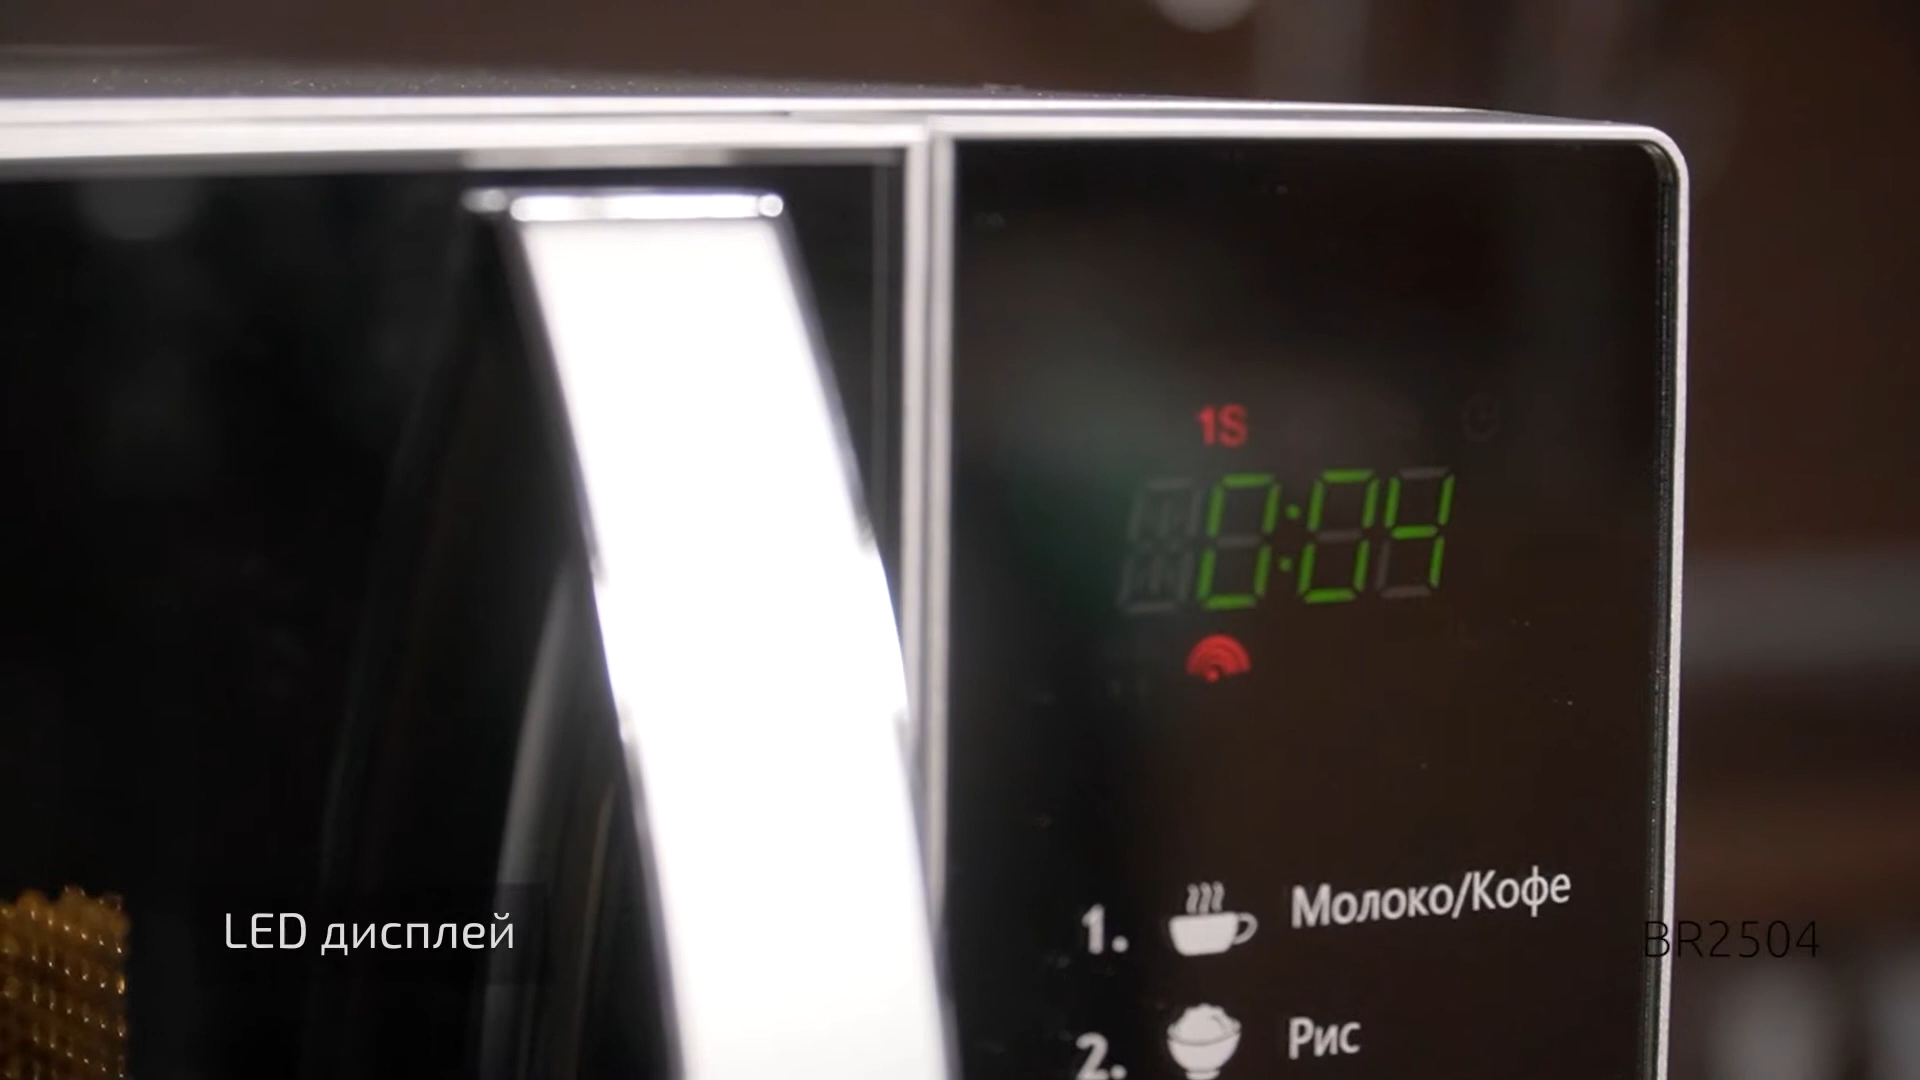 1S
0:04
1. Молоко/Кофе
LED дисплей
BR2504
2. Рис